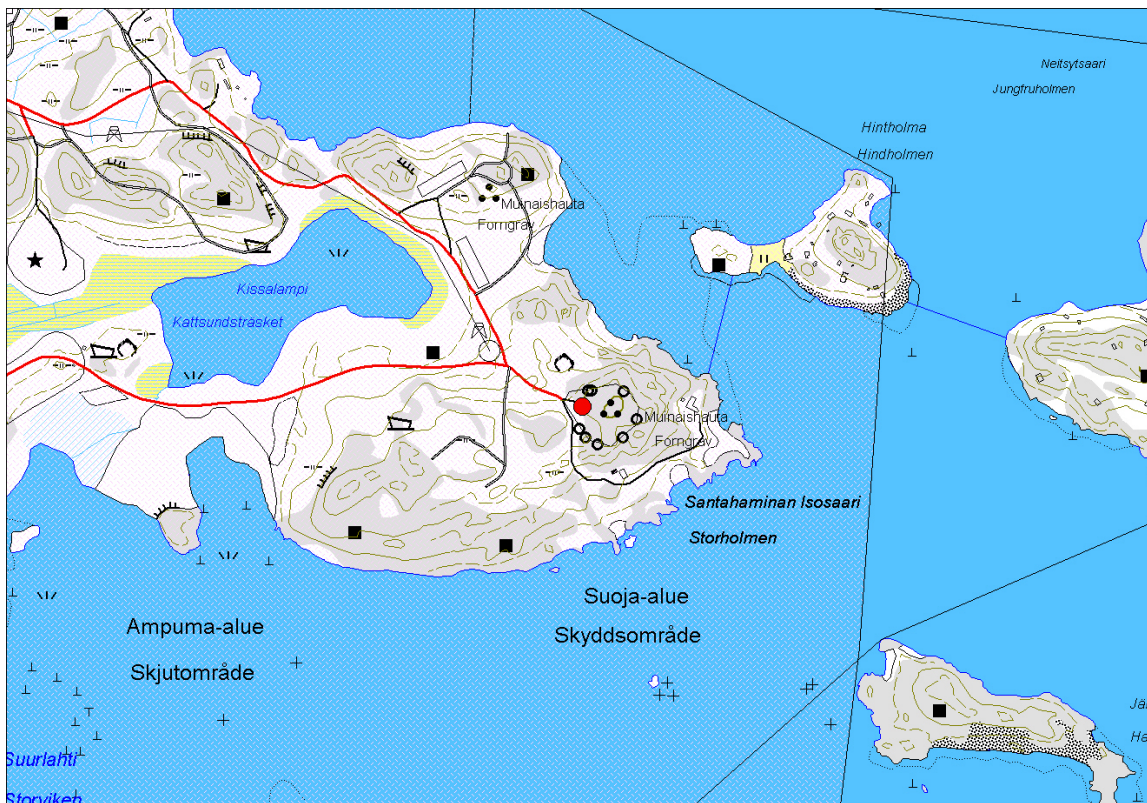 Neitsytsaari
Jungfruholmen
Hintholma
Hindholmen
Muinaishauta
Forngrav
Kissalampi
Kattsundsträsket
Muinaishauta
Forngrav
Santahaminan Isosaari
Storholmen
Suoja-alue
Skyddsområde
Ampuma-alue
Skjutområde
Suurlahti
Storviken